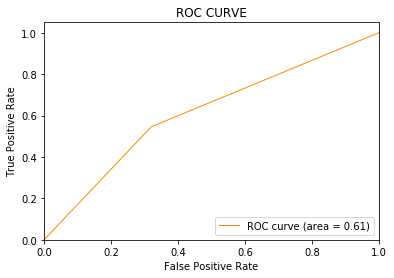 ROC CURVE
1.0
0.8
0.6
0.4
0.2
0.0
True Positive Rate
ROC curve (area = 0.61)
0.0 0.2 0.4 0.6 0.8 1.0
False Positive Rate